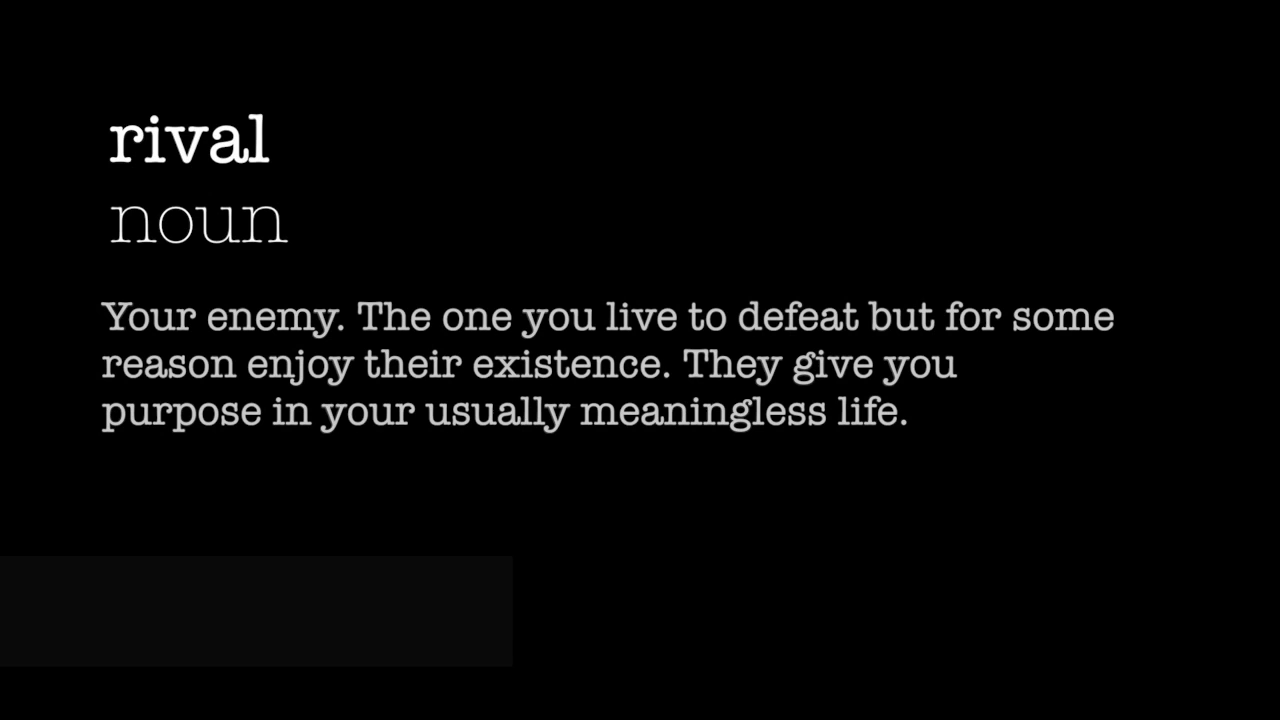 rival
noun
Your enemy. The one you live to defeat but for some
reason enjoy their existence. They give you
purpose in your usually meaningless life.